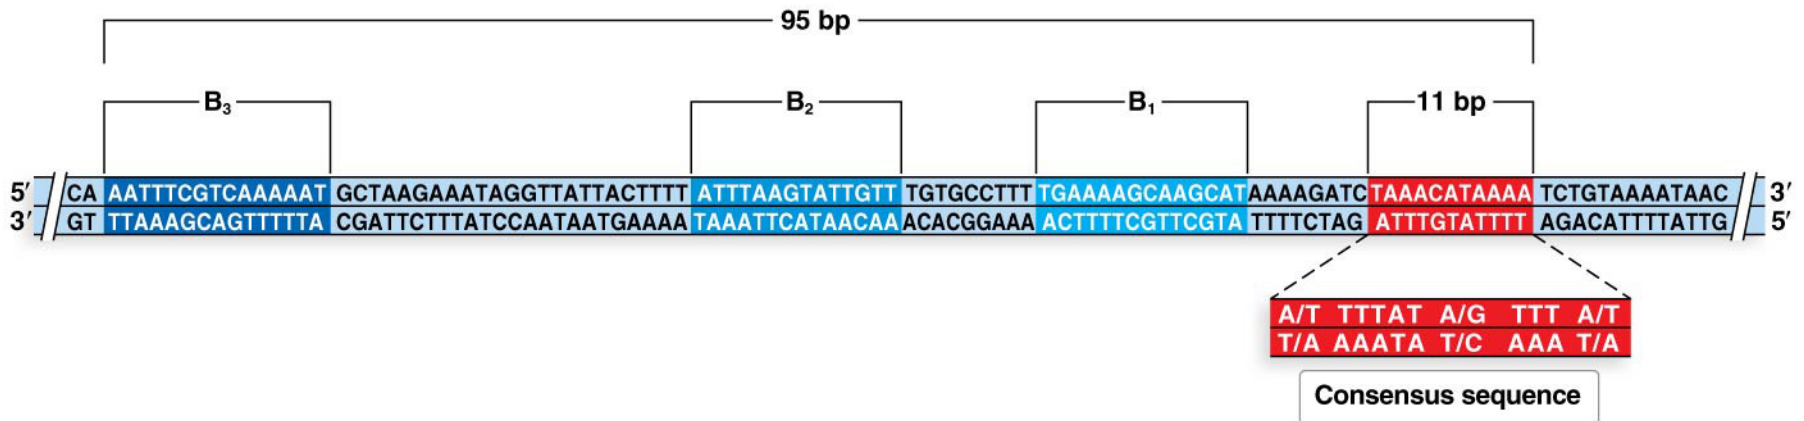 95 bp
B₃ B₂ B₁ 11 bp
5′ CA AATTTCGTCAAAAAT GCTAAGAAATAGGTTATTACTTTT ATTTAAGTATTGTT TGTGCCTTT TGAAAAGCAAGCAT AAAAGATC TAAACATAAAA TCTGTAAAATAAC 3′
3′ GT TTAAAGCAGTTTTTA CGATTCTTTATCCAATAATGAAAA TAAATTCATAACAA ACACGGAAA ACTTTTCGTTCGTA TTTTCTAG ATTTGTATTTT AGACATTTTATTG 5′
A/T TTTAT A/G TTT A/T
T/A AAATA T/C AAA T/A
Consensus sequence